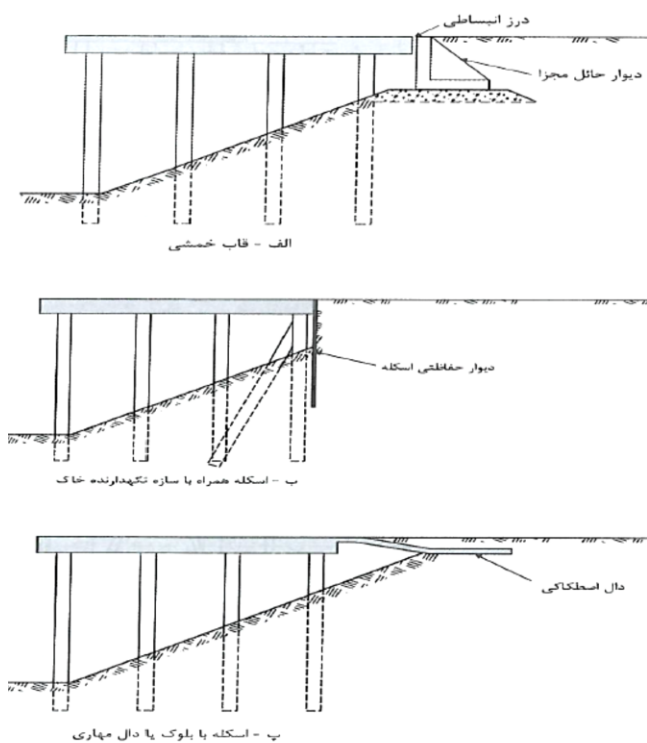 درز انبساطی
دیوار حائل مجزا
الف - قاب خمشی
دیوار حفاظتی اسکله
ب - اسکله همراه با سازه نگهدارنده خاک
دال اصطکاکی
پ - اسکله با بلوک یا دال مهاری